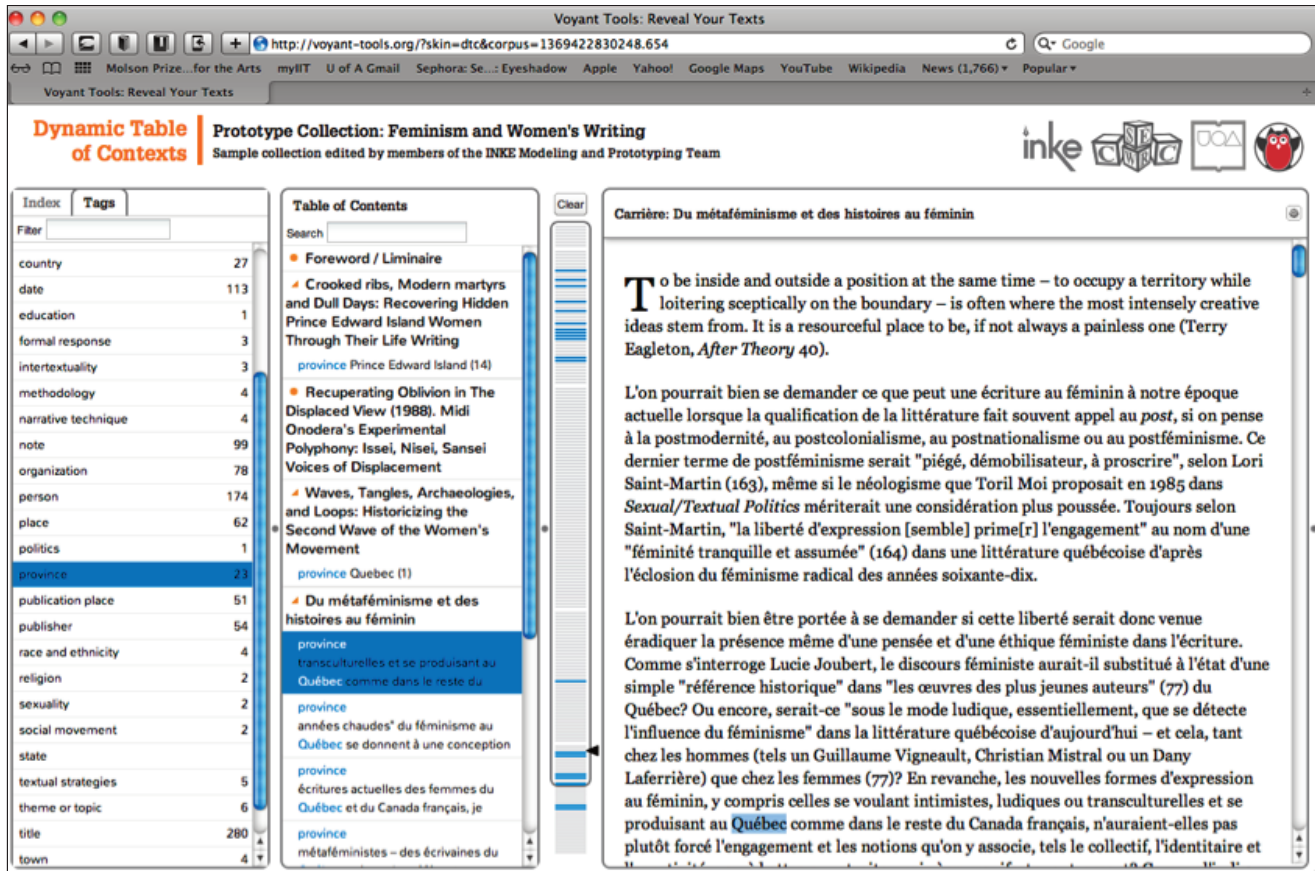 Voyant Tools: Reveal Your Texts
http://voyant-tools.org/?skin=dtc&corpus=1369422830248.654
Google
Molson Prize...for the Arts myIIT U of A Gmail Sephora: Se...: Eyeshadow Apple Yahoo! Google Maps YouTube Wikipedia News (1,766) Popular
Voyant Tools: Reveal Your Texts
Dynamic Table
of Contexts
Prototype Collection: Feminism and Women's Writing
Sample collection edited by members of the INKE Modeling and Prototyping Team
inke
Index Tags
Filter
country 27
date 113
education 1
formal response 3
intertextuality 3
methodology 4
narrative technique 4
note 99
organization 78
person 174
place 62
politics 1
province 23
publication place 51
publisher 54
race and ethnicity 4
religion 2
sexuality 2
social movement 2
state
textual strategies 5
theme or topic 6
title 280
town 4
Table of Contents
Search
Foreword / Liminaire
Crooked ribs, Modern martyrs
and Dull Days: Recovering Hidden
Prince Edward Island Women
Through Their Life Writing
province Prince Edward Island (14)
Recuperating Oblivion in The
Displaced View (1988). Midi
Onodera's Experimental
Polyphony: Issei, Nisei, Sansei
Voices of Displacement
Waves, Tangles, Archaeologies,
and Loops: Historicizing the
Second Wave of the Women's
Movement
province Quebec (1)
Du métaféminisme et des
histoires au féminin
province
transculturelles et se produisant au
Québec comme dans le reste du
province
années chaudes" du féminisme au
Québec se donnent à une conception
province
écritures actuelles des femmes du
Québec et du Canada français, je
province
métaféministes – des écrivaines du
Clear
Carrière: Du métaféminisme et des histoires au féminin
To be inside and outside a position at the same time – to occupy a territory while
loitering sceptically on the boundary – is often where the most intensely creative
ideas stem from. It is a resourceful place to be, if not always a painless one (Terry
Eagleton, After Theory 40).
L'on pourrait bien se demander ce que peut une écriture au féminin à notre époque
actuelle lorsque la qualification de la littérature fait souvent appel au post, si on pense
à la postmodernité, au postcolonialisme, au postnationalisme ou au postféminisme. Ce
dernier terme de postféminisme serait "piégé, démobilisateur, à proscrire", selon Lori
Saint-Martin (163), même si le néologisme que Toril Moi proposait en 1985 dans
Sexual/Textual Politics mériterait une considération plus poussée. Toujours selon
Saint-Martin, "la liberté d'expression [semble] prime[r] l'engagement" au nom d'une
"féminité tranquille et assumée" (164) dans une littérature québécoise d'après
l'éclosion du féminisme radical des années soixante-dix.
L'on pourrait bien être portée à se demander si cette liberté serait donc venue
éradiquer la présence même d'une pensée et d'une éthique féministe dans l'écriture.
Comme s'interroge Lucie Joubert, le discours féministe aurait-il substitué à l'état d'une
simple "référence historique" dans "les œuvres des plus jeunes auteurs" (77) du
Québec? Ou encore, serait-ce "sous le mode ludique, essentiellement, que se détecte
l'influence du féminisme" dans la littérature québécoise d'aujourd'hui – et cela, tant
chez les hommes (tels un Guillaume Vigneault, Christian Mistral ou un Dany
Laferrière) que chez les femmes (77)? En revanche, les nouvelles formes d'expression
au féminin, y compris celles se voulant intimistes, ludiques ou transculturelles et se
produisant au Québec comme dans le reste du Canada français, n'auraient-elles pas
plutôt forcé l'engagement et les notions qu'on y associe, tels le collectif, l'identitaire et